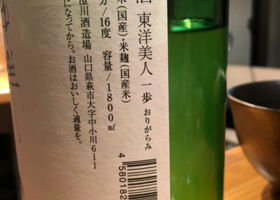 酒 東洋美人 一歩 おりがらみ
米(国産)・米麹(国産米)
分/16度 容量/1800㎖
澄川酒造場 山口県萩市大字中小川611
になってから。お酒はおいしく適量を。
4 580182